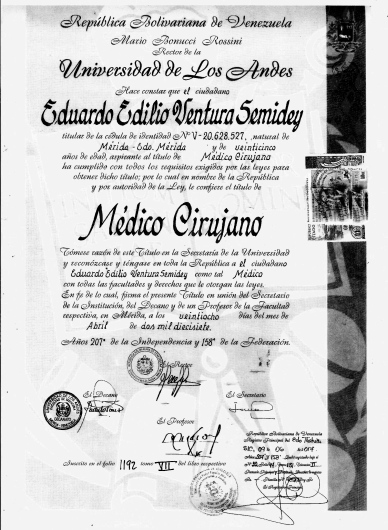 República Bolivariana de Venezuela
Mario Bonucci Rossini
Rector de la
Universidad de Los Andes
Hace constar que el ciudadano
Eduardo Edilio Ventura Semidey
titular de la cédula de identidad Nº V-20,628,527, natural de
Mérida - Edo. Mérida y de veinticinco
años de edad, aspirante al título de Médico Cirujano
ha cumplido con todos los requisitos exigidos por las leyes para
obtener dicho título; por lo cual en nombre de la República
y por autoridad de la Ley, le confiere el título de
Médico Cirujano
Tómese razón de este Título en la Secretaría de la Universidad
y reconózcase y téngase en toda la República a el ciudadano
Eduardo Edilio Ventura Semidey como tal Médico
con todas las facultades y derechos que le otorgan las leyes.
En fe de lo cual, firma el presente Título en unión del Secretario
de la Institución, del Decano y de un Profesor de la Facultad
respectiva, en Mérida, a los veintiocho días del mes de
Abril de dos mil diecisiete.
Años 207º de la Independencia y 158º de la Federación.
El Rector
El Decano
El Secretario
El Profesor
Inscrito en el folio 1192 tomo VII del libro respectivo
República Bolivariana de Venezuela
Registro Principal del Edo.